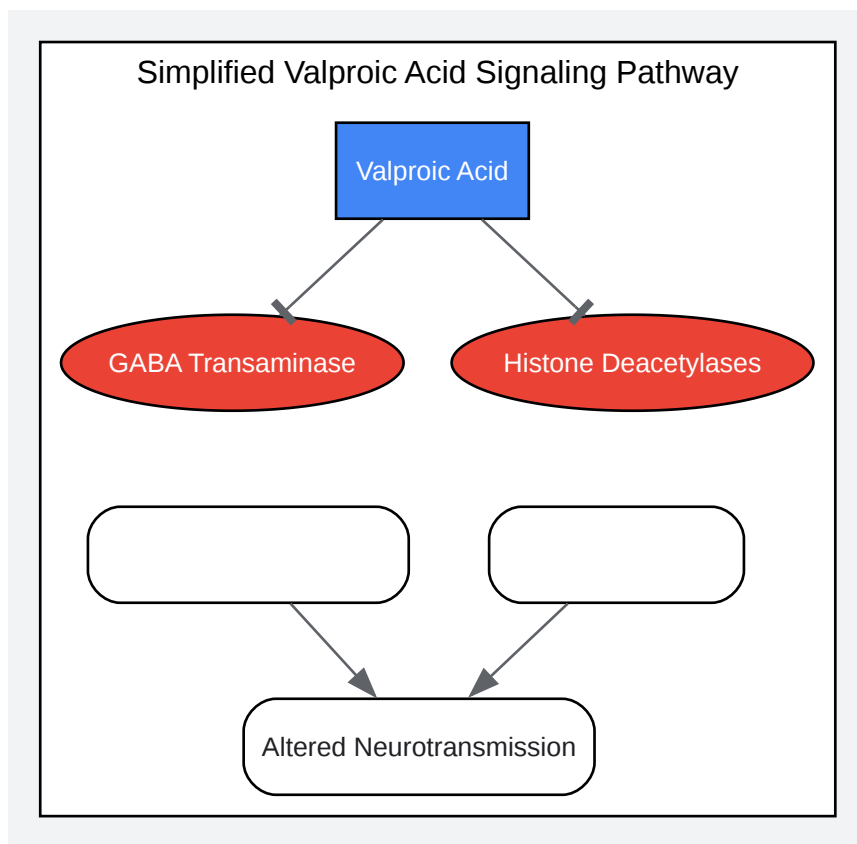 Simplified Valproic Acid Signaling Pathway
Valproic Acid
GABA Transaminase
Histone Deacetylases
Altered Neurotransmission